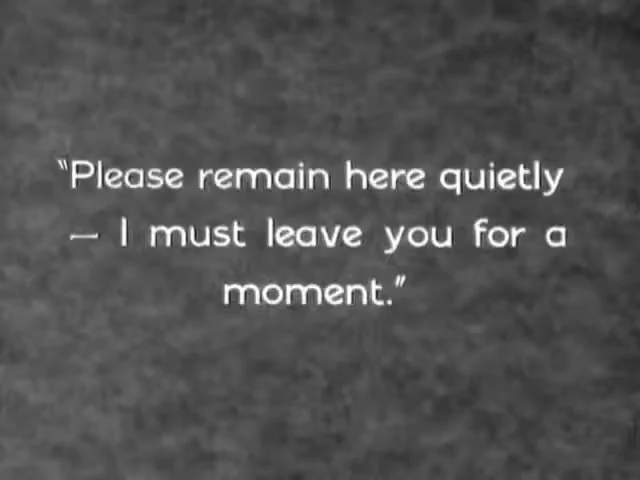 “Please remain here quietly
— I must leave you for a
moment.”